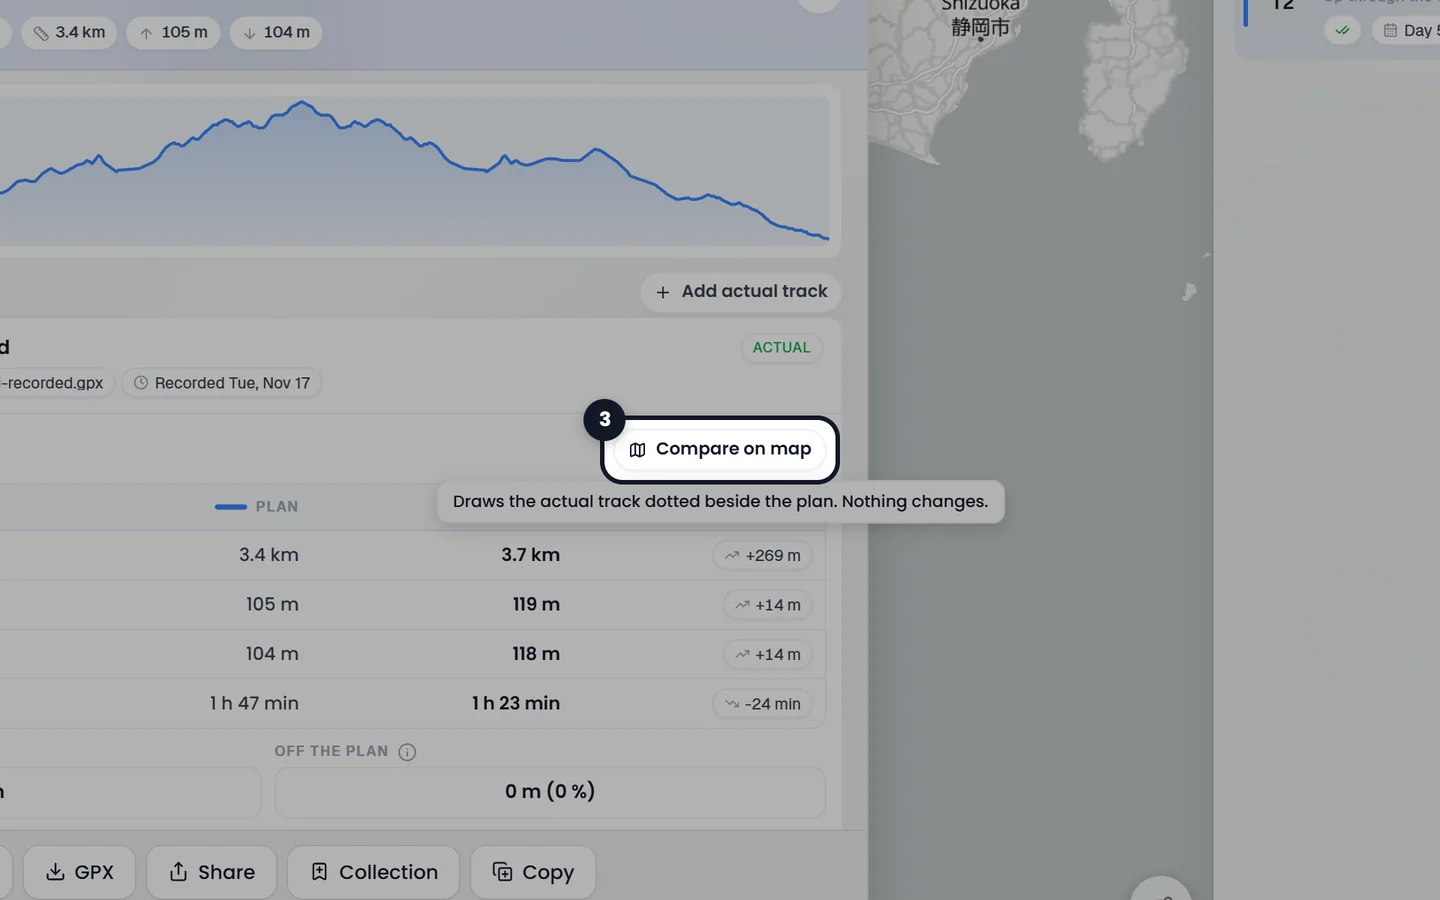 3.4 km
105 m
104 m
Shizuoka
静岡市
12
Day 5
Add actual track
d
ACTUAL
-recorded.gpx
Recorded Tue, Nov 17
3
Compare on map
Draws the actual track dotted beside the plan. Nothing changes.
PLAN
3.4 km
3.7 km
+269 m
105 m
119 m
+14 m
104 m
118 m
+14 m
1 h 47 min
1 h 23 min
-24 min
OFF THE PLAN
0 m (0 %)
GPX
Share
Collection
Copy